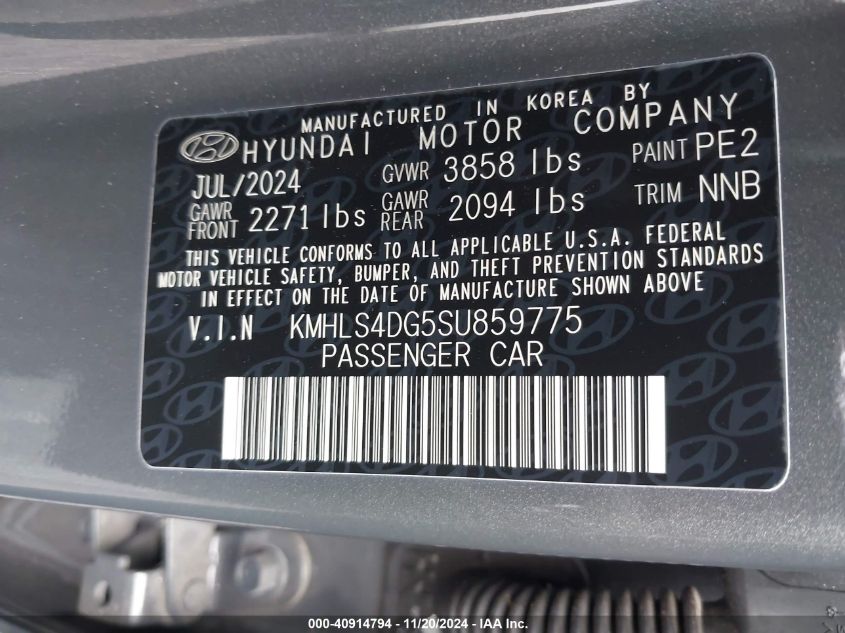 MANUFACTURED IN KOREA BY
HYUNDAI MOTOR COMPANY
JUL/2024 GVWR 3858 lbs PAINT PE2
GAWR FRONT 2271 lbs GAWR REAR 2094 lbs TRIM NNB
THIS VEHICLE CONFORMS TO ALL APPLICABLE U.S.A. FEDERAL
MOTOR VEHICLE SAFETY, BUMPER, AND THEFT PREVENTION STANDARDS
IN EFFECT ON THE DATE OF MANUFACTURE SHOWN ABOVE
V.I.N KMHLS4DG5SU859775
PASSENGER CAR
000-40914794 - 11/20/2024 - IAA Inc.